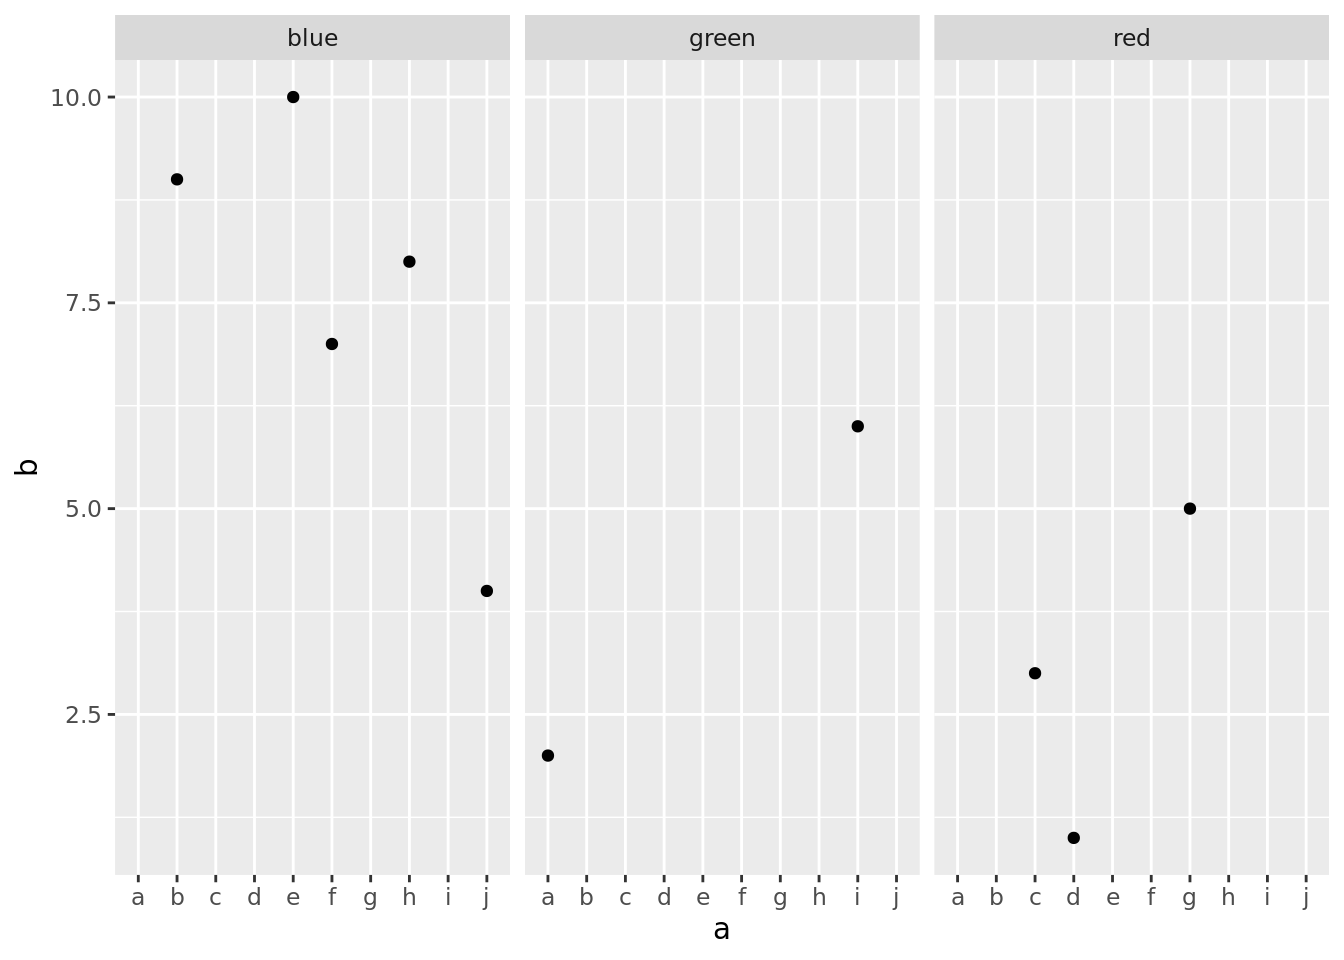 blue green red
10.0
7.5
5.0
2.5
b
a b c d e f g h i j a b c d e f g h i j a b c d e f g h i j
a